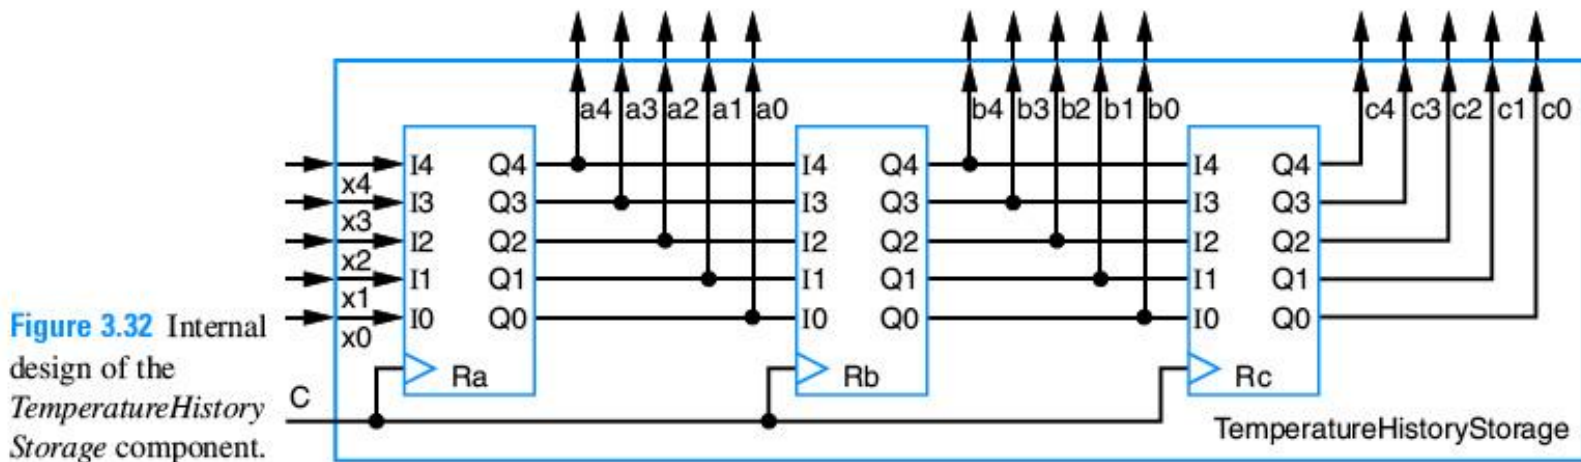 a4 a3 a2 a1 a0 b4 b3 b2 b1 b0 c4 c3 c2 c1 c0
I4 Q4 I4 Q4 I4 Q4
x4
I3 Q3 I3 Q3 I3 Q3
x3
I2 Q2 I2 Q2 I2 Q2
x2
I1 Q1 I1 Q1 I1 Q1
x1
I0 Q0 I0 Q0 I0 Q0
x0
Ra Rb Rc
C
TemperatureHistoryStorage
Figure 3.32 Internal
design of the
TemperatureHistory
Storage component.